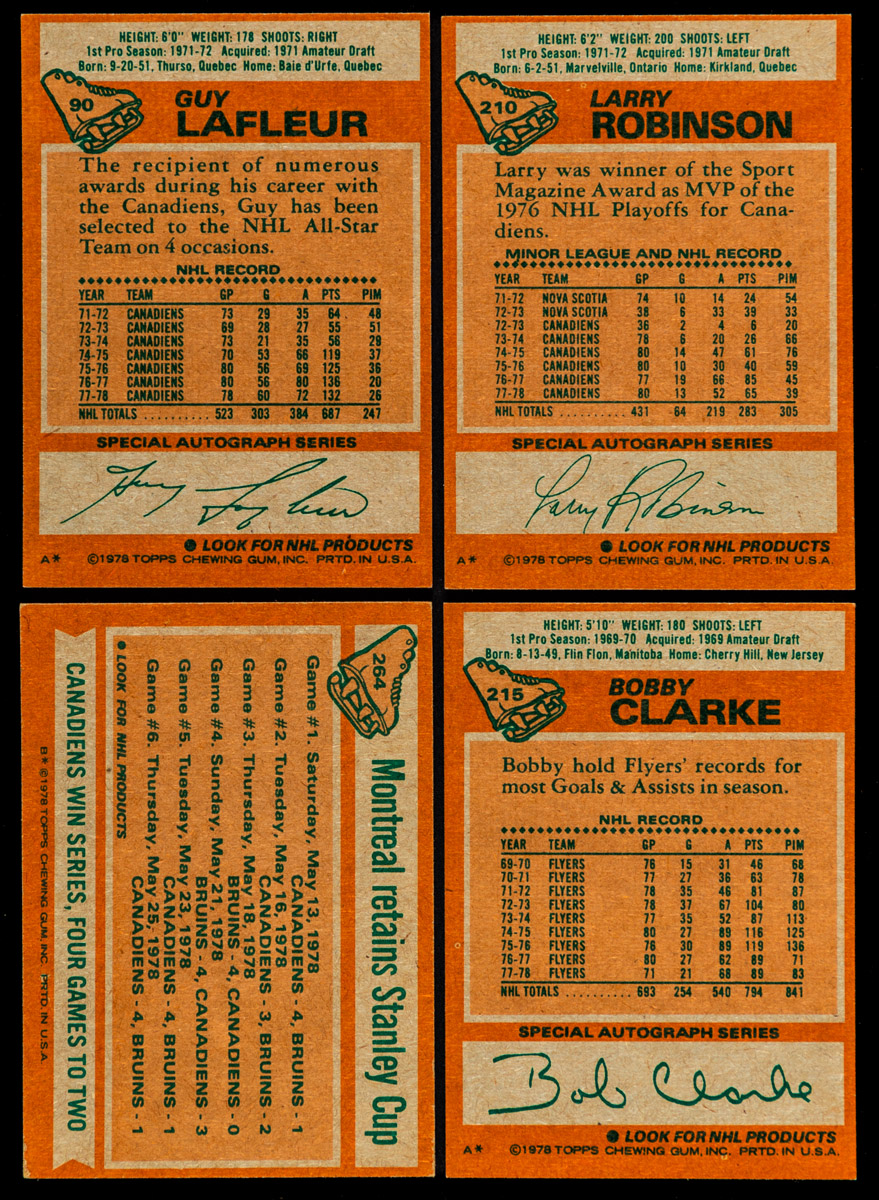 HEIGHT: 6'0" WEIGHT: 178 SHOOTS: RIGHT
1st Pro Season: 1971-72 Acquired: 1971 Amateur Draft
Born: 9-20-51, Thurso, Quebec Home: Baie d'Urfe, Quebec
90
GUY
LAFLEUR
The recipient of numerous
awards during his career with
the Canadiens, Guy has been
selected to the NHL All-Star
Team on 4 occasions.
NHL RECORD
YEAR TEAM GP G A PTS PIM
71-72 CANADIENS 73 29 35 64 48
72-73 CANADIENS 69 28 27 55 51
73-74 CANADIENS 73 21 35 56 29
74-75 CANADIENS 70 53 66 119 37
75-76 CANADIENS 80 56 69 125 36
76-77 CANADIENS 80 56 80 136 20
77-78 CANADIENS 78 60 72 132 26
NHL TOTALS .......... 523 303 384 687 247
SPECIAL AUTOGRAPH SERIES
Guy Lafleur
LOOK FOR NHL PRODUCTS
A* ©1978 TOPPS CHEWING GUM, INC. PRTD. IN U.S.A.
HEIGHT: 6'2" WEIGHT: 200 SHOOTS: LEFT
1st Pro Season: 1971-72 Acquired: 1971 Amateur Draft
Born: 6-2-51, Marvelville, Ontario Home: Kirkland, Quebec
210
LARRY
ROBINSON
Larry was winner of the Sport
Magazine Award as MVP of the
1976 NHL Playoffs for Cana-
diens.
MINOR LEAGUE AND NHL RECORD
YEAR TEAM GP G A PTS PIM
71-72 NOVA SCOTIA 74 10 14 24 54
72-73 NOVA SCOTIA 38 6 33 39 33
72-73 CANADIENS 36 2 4 6 20
73-74 CANADIENS 78 6 20 26 66
74-75 CANADIENS 80 14 47 61 76
75-76 CANADIENS 80 10 30 40 59
76-77 CANADIENS 77 19 66 85 45
77-78 CANADIENS 80 13 52 65 39
NHL TOTALS .......... 431 64 219 283 305
SPECIAL AUTOGRAPH SERIES
Larry Robinson
LOOK FOR NHL PRODUCTS
A* ©1978 TOPPS CHEWING GUM, INC. PRTD. IN U.S.A.
264
Montreal retains Stanley Cup
Game #1. Saturday, May 13, 1978
CANADIENS - 4, BRUINS - 1
Game #2. Tuesday, May 16, 1978
CANADIENS - 3, BRUINS - 2
Game #3. Thursday, May 18, 1978
BRUINS - 4, CANADIENS - 0
Game #4. Sunday, May 21, 1978
BRUINS - 4, CANADIENS - 3
Game #5. Tuesday, May 23, 1978
CANADIENS - 4, BRUINS - 1
Game #6. Thursday, May 25, 1978
CANADIENS - 4, BRUINS - 1
LOOK FOR NHL PRODUCTS
CANADIENS WIN SERIES, FOUR GAMES TO TWO
B* ©1978 TOPPS CHEWING GUM, INC. PRTD. IN U.S.A.
HEIGHT: 5'10" WEIGHT: 180 SHOOTS: LEFT
1st Pro Season: 1969-70 Acquired: 1969 Amateur Draft
Born: 8-13-49, Flin Flon, Manitoba Home: Cherry Hill, New Jersey
215
BOBBY
CLARKE
Bobby hold Flyers' records for
most Goals & Assists in season.
NHL RECORD
YEAR TEAM GP G A PTS PIM
69-70 FLYERS 76 15 31 46 68
70-71 FLYERS 77 27 36 63 78
71-72 FLYERS 78 35 46 81 87
72-73 FLYERS 78 37 67 104 80
73-74 FLYERS 77 35 52 87 113
74-75 FLYERS 80 27 89 116 125
75-76 FLYERS 76 30 89 119 136
76-77 FLYERS 80 27 62 89 71
77-78 FLYERS 71 21 68 89 83
NHL TOTALS .......... 693 254 540 794 841
SPECIAL AUTOGRAPH SERIES
Bob Clarke
LOOK FOR NHL PRODUCTS
A* ©1978 TOPPS CHEWING GUM, INC. PRTD. IN U.S.A.